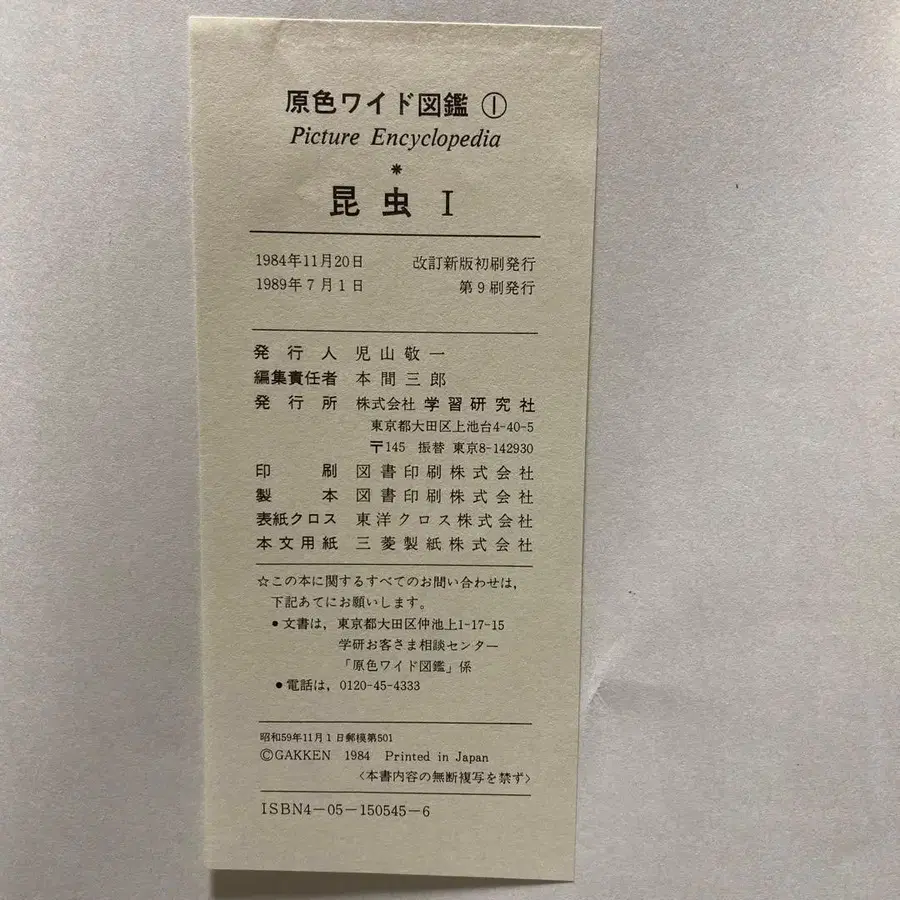 原色ワイド図鑑 ①
Picture Encyclopedia
*
昆虫 I
1984年11月20日 改訂新版初刷発行
1989年7月1日 第9刷発行
発行人 児山敬一
編集責任者 本間三郎
発行所 株式会社 学習研究社
東京都大田区上池台4-40-5
〒145 振替 東京8-142930
印刷 図書印刷株式会社
製本 図書印刷株式会社
表紙クロス 東洋クロス株式会社
本文用紙 三菱製紙株式会社
☆この本に関するすべてのお問い合わせは,
下記あてにお願いします。
●文書は, 東京都大田区仲池上1-17-15
学研お客さま相談センター
「原色ワイド図鑑」係
●電話は, 0120-45-4333
昭和59年11月1日郵模第501
©GAKKEN 1984 Printed in Japan
〈本書内容の無断複写を禁ず〉
ISBN4-05-150545-6